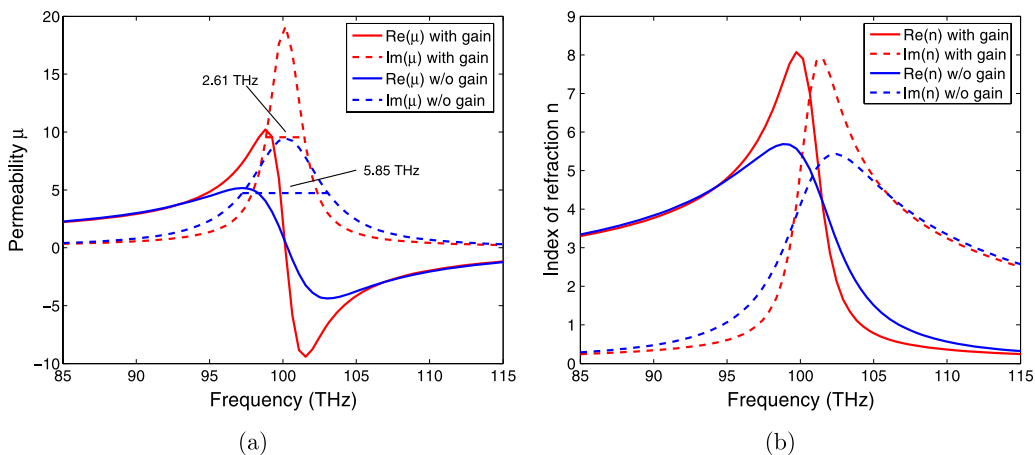 20
15
10
5
0
−5
−10
Permeability μ
85
90
95
100
105
110
115
Frequency (THz)
2.61 THz
5.85 THz
Re(μ) with gain
Im(μ) with gain
Re(μ) w/o gain
Im(μ) w/o gain
(a)
9
8
7
6
5
4
3
2
1
0
Index of refraction n
85
90
95
100
105
110
115
Frequency (THz)
Re(n) with gain
Im(n) with gain
Re(n) w/o gain
Im(n) w/o gain
(b)